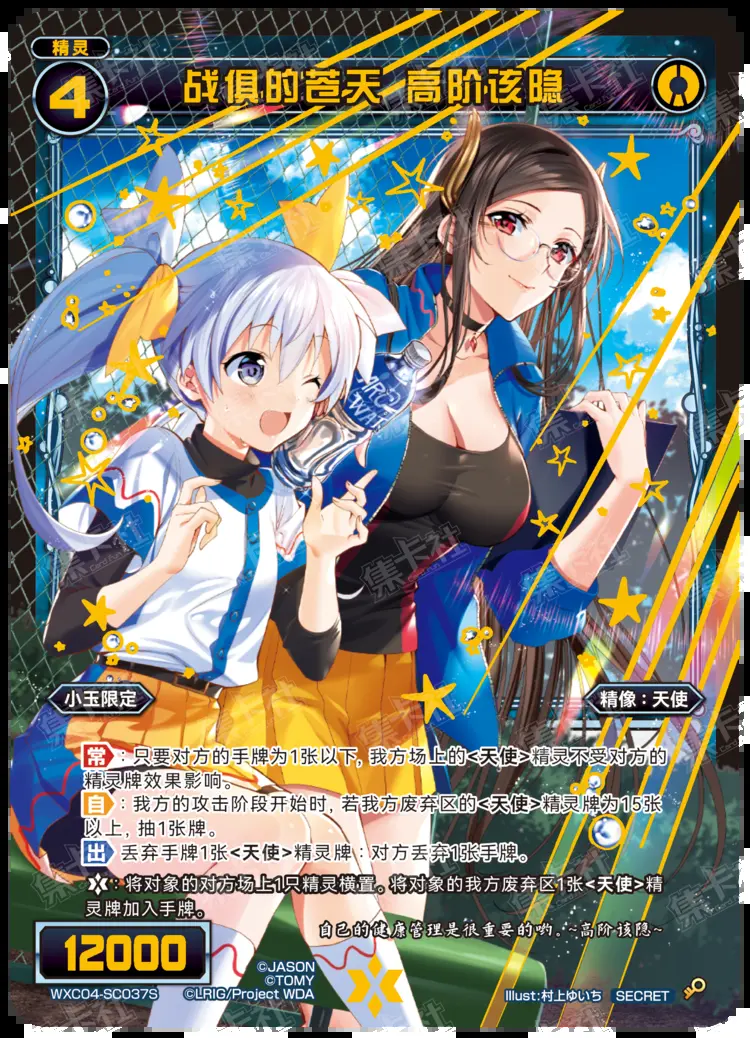 精灵
4
战俱的苍天 高阶该隐
ARC
WAT
小玉限定
精像：天使
常：只要对方的手牌为1张以下，我方场上的<天使>精灵不受对方的
精灵牌效果影响。
自：我方的攻击阶段开始时，若我方废弃区的<天使>精灵牌为15张
以上，抽1张牌。
出 丢弃手牌1张<天使>精灵牌：对方丢弃1张手牌。
：将对象的对方场上1只精灵横置。将对象的我方废弃区1张<天使>精
灵牌加入手牌。
自己的健康管理是很重要的哟。~高阶该隐~
12000
©JASON
©TOMY
WXC04-SC037S ©LRIG/Project WDA
Illust:村上ゆいち SECRET
集卡社